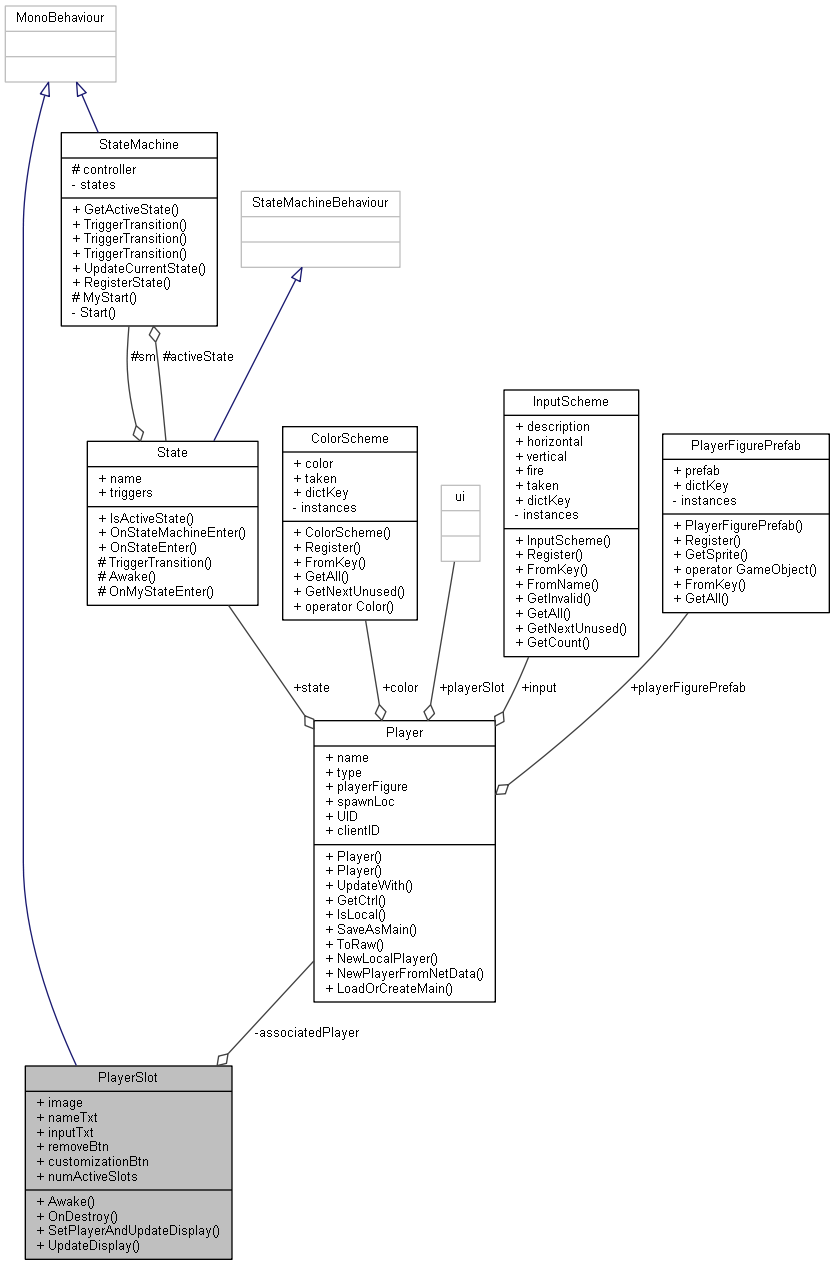 MonoBehaviour
StateMachine
# controller
- states
+ GetActiveState()
+ TriggerTransition()
+ TriggerTransition()
+ TriggerTransition()
+ UpdateCurrentState()
+ RegisterState()
# MyStart()
- Start()
StateMachineBehaviour
#sm
#activeState
State
+ name
+ triggers
+ IsActiveState()
+ OnStateMachineEnter()
+ OnStateEnter()
# TriggerTransition()
# Awake()
# OnMyStateEnter()
ColorScheme
+ color
+ taken
+ dictKey
- instances
+ ColorScheme()
+ Register()
+ FromKey()
+ GetAll()
+ GetNextUnused()
+ operator Color()
ui
InputScheme
+ description
+ horizontal
+ vertical
+ fire
+ taken
+ dictKey
- instances
+ InputScheme()
+ Register()
+ FromKey()
+ FromName()
+ GetInvalid()
+ GetAll()
+ GetNextUnused()
+ GetCount()
PlayerFigurePrefab
+ prefab
+ dictKey
- instances
+ PlayerFigurePrefab()
+ Register()
+ GetSprite()
+ operator GameObject()
+ FromKey()
+ GetAll()
+state
+color
+playerSlot
+input
+playerFigurePrefab
Player
+ name
+ type
+ playerFigure
+ spawnLoc
+ UID
+ clientID
+ Player()
+ Player()
+ UpdateWith()
+ GetCtrl()
+ IsLocal()
+ SaveAsMain()
+ ToRaw()
+ NewLocalPlayer()
+ NewPlayerFromNetData()
+ LoadOrCreateMain()
-associatedPlayer
PlayerSlot
+ image
+ nameTxt
+ inputTxt
+ removeBtn
+ customizationBtn
+ numActiveSlots
+ Awake()
+ OnDestroy()
+ SetPlayerAndUpdateDisplay()
+ UpdateDisplay()